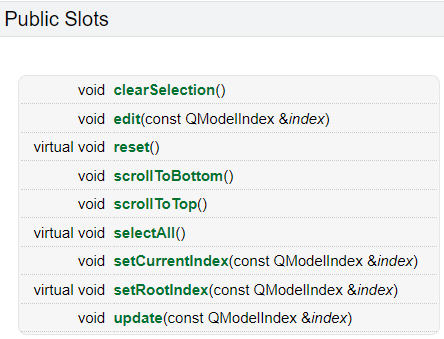 Public Slots
void clearSelection()
void edit(const QModelIndex &index)
virtual void reset()
void scrollToBottom()
void scrollToTop()
virtual void selectAll()
void setCurrentIndex(const QModelIndex &index)
virtual void setRootIndex(const QModelIndex &index)
void update(const QModelIndex &index)